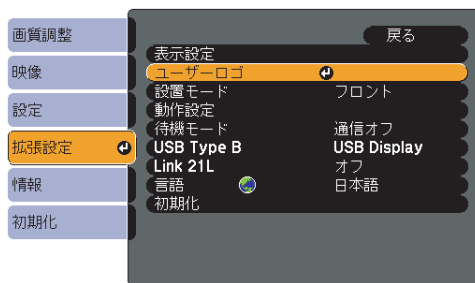 画質調整
映像
設定
拡張設定
情報
初期化
戻る
表示設定
ユーザーロゴ
設置モード フロント
動作設定
待機モード 通信オフ
USB Type B USB Display
Link 21L オフ
言語 日本語
初期化